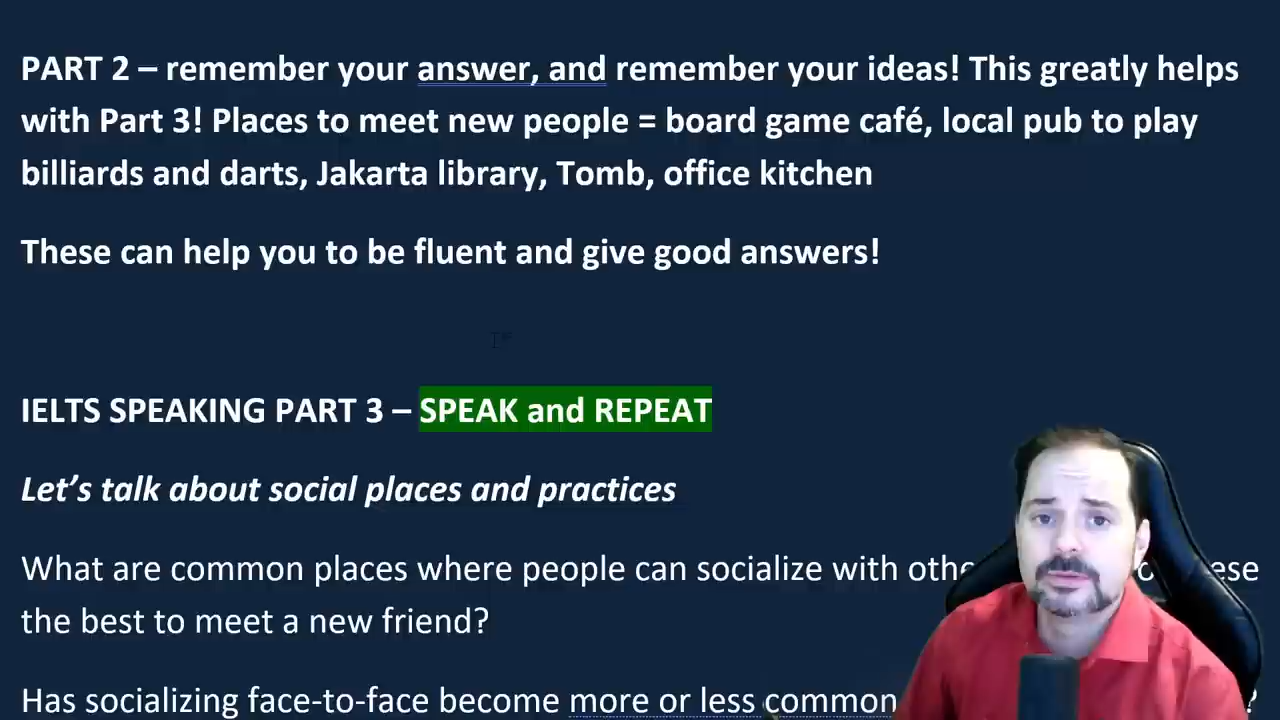 PART 2 – remember your answer, and remember your ideas! This greatly helps
with Part 3! Places to meet new people = board game café, local pub to play
billiards and darts, Jakarta library, Tomb, office kitchen
These can help you to be fluent and give good answers!
IELTS SPEAKING PART 3 – SPEAK and REPEAT
Let’s talk about social places and practices
What are common places where people can socialize with
the best to meet a new friend?
Has socializing face-to-face become more or less common